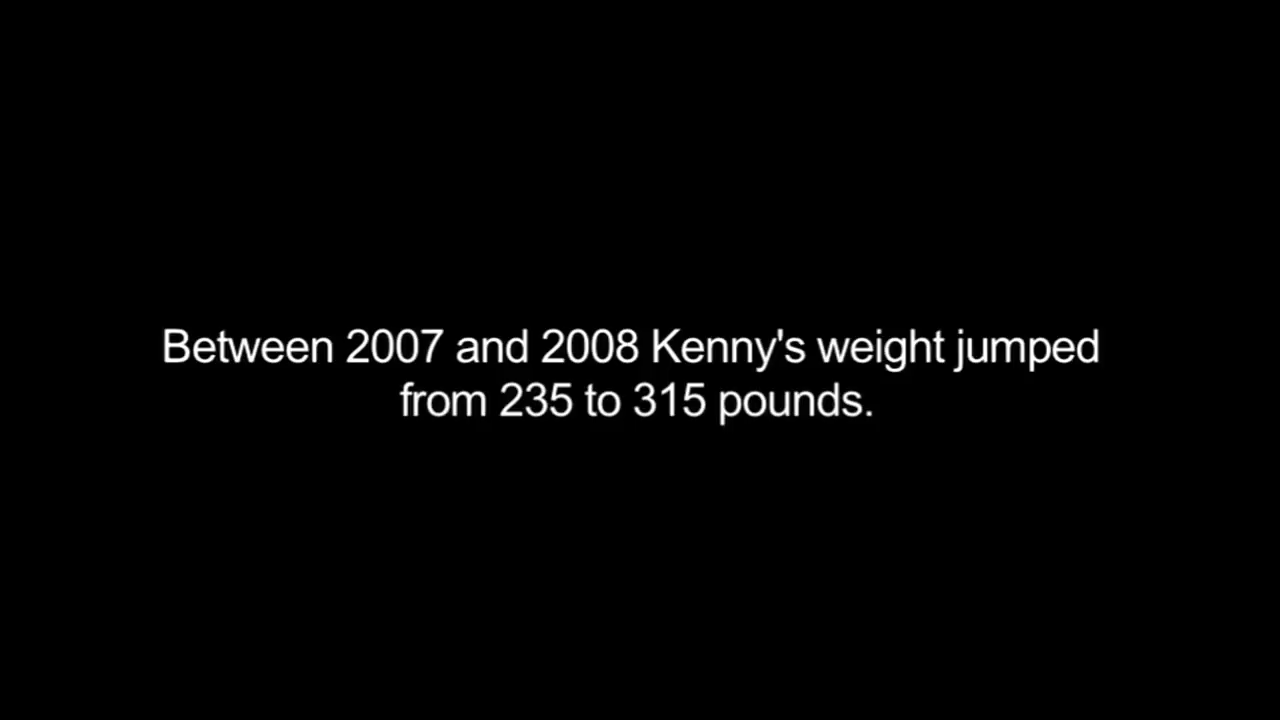 Between 2007 and 2008 Kenny's weight jumped
from 235 to 315 pounds.